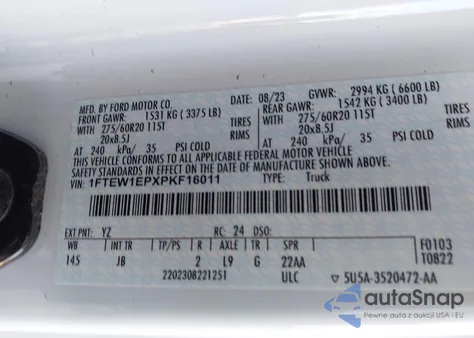 MFD. BY FORD MOTOR CO.
08/23 GVWR: 2994 KG ( 6600 LB)
FRONT GAWR: 1531 KG ( 3375 LB)
REAR GAWR: 1542 KG ( 3400 LB)
WITH 275/60R20 115T TIRES
WITH 275/60R20 115T TIRES
20x8.5J RIMS
20x8.5J RIMS
AT 240 kPa/ 35 PSI COLD
AT 240 kPa/ 35 PSI COLD
THIS VEHICLE CONFORMS TO ALL APPLICABLE FEDERAL MOTOR VEHICLE
SAFETY STANDARDS IN EFFECT ON THE DATE OF MANUFACTURE SHOWN ABOVE.
VIN: 1FTEW1EPXPKF16011 TYPE: Truck
EXT PNT: YZ RC: 24 DSO: F0103
WB INT TR TP/PS R AXLE TR SPR T0822
145 JB 2 L9 G 22AA
2202308221251 ULC 5U5A-3520472-AA
autaSnap
Pewne auta z USA i EU